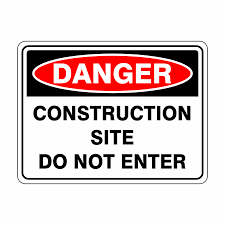 DANGER
CONSTRUCTION
SITE
DO NOT ENTER